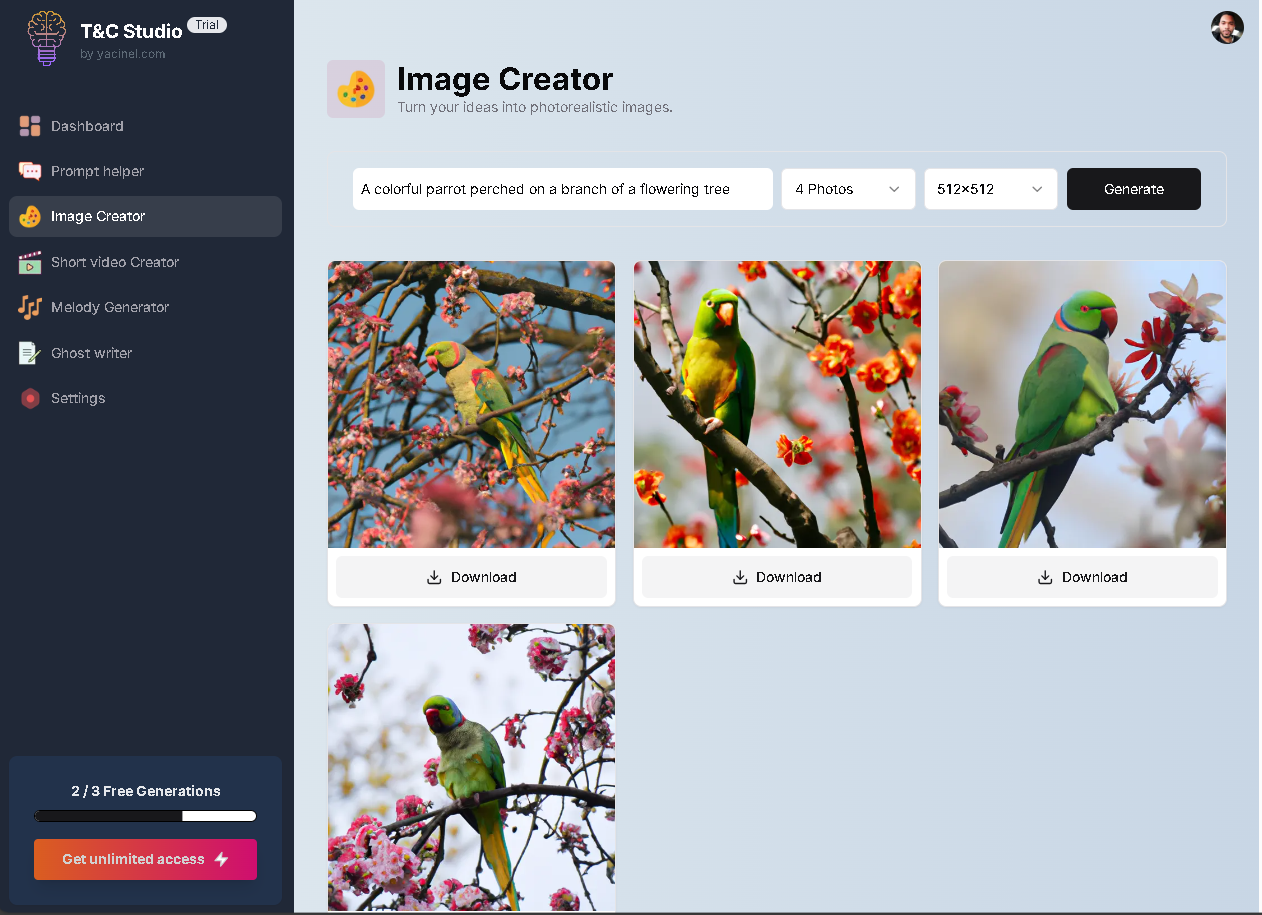 T&C Studio Trial
by yacinel.com
Dashboard
Prompt helper
Image Creator
Short video Creator
Melody Generator
Ghost writer
Settings
2 / 3 Free Generations
Get unlimited access
Image Creator
Turn your ideas into photorealistic images.
A colorful parrot perched on a branch of a flowering tree 4 Photos 512×512 Generate
Download Download Download